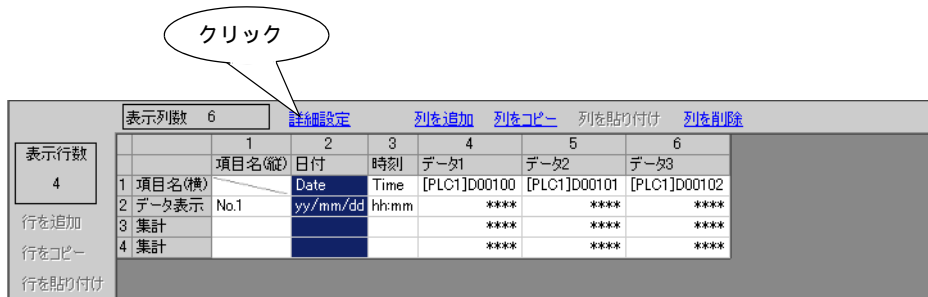 クリック
表示列数 6 詳細設定 列を追加 列をコピー 列を貼り付け 列を削除
表示行数
4
行を追加
行をコピー
行を貼り付け
1 2 3 4 5 6
項目名(縦) 日付 時刻 データ1 データ2 データ3
1 項目名(横) Date Time [PLC1]D00100 [PLC1]D00101 [PLC1]D00102
2 データ表示 No.1 yy/mm/dd hh:mm **** **** ****
3 集計 **** **** ****
4 集計 **** **** ****